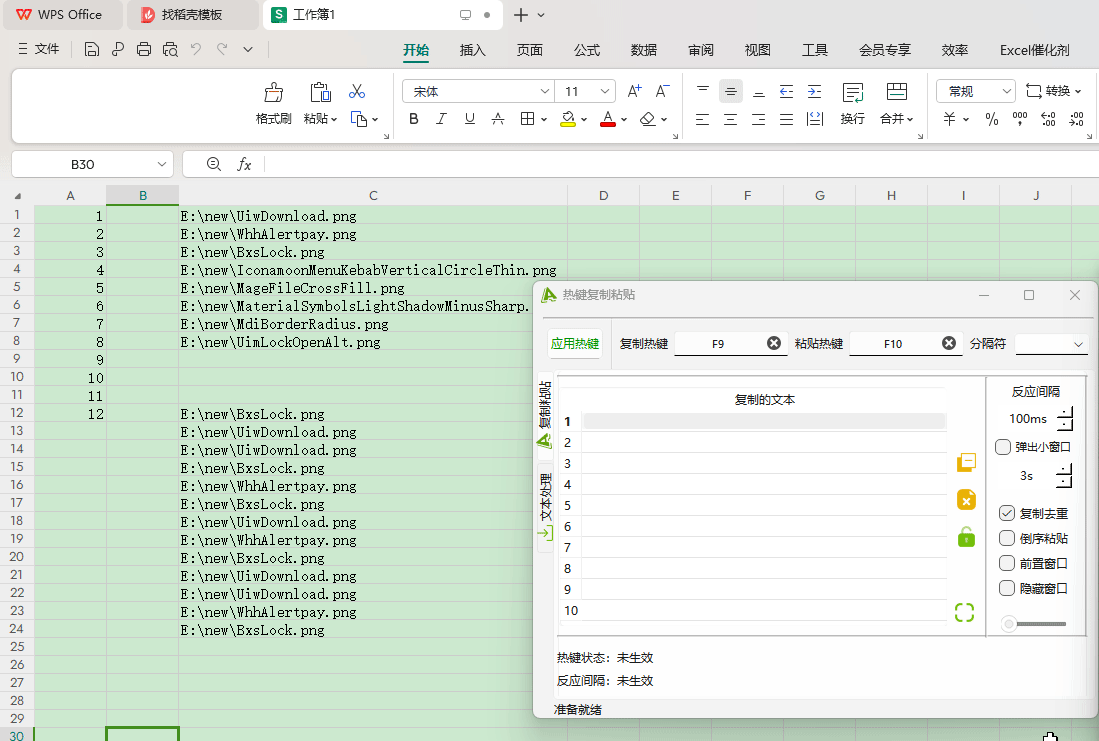 WPS Office 找稻壳模板 工作簿1
文件 开始 插入 页面 公式 数据 审阅 视图 工具 会员专享 效率 Excel催化剂
宋体 11 A+ A- 常规 转换
格式刷 粘贴 B I U A A 换行 合并 ¥ %
B30 fx
A B C D E F G H I J
1 1 E:\new\UiwDownload.png
2 2 E:\new\WhhAlertpay.png
3 3 E:\new\BxsLock.png
4 4 E:\new\IconamoonMenuKebabVerticalCircleThin.png
5 5 E:\new\MageFileCrossFill.png
6 6 E:\new\MaterialSymbolsLightShadowMinusSharp.
7 7 E:\new\MdiBorderRadius.png
8 8 E:\new\UimLockOpenAlt.png
9 9
10 10
11 11
12 12 E:\new\BxsLock.png
13 E:\new\UiwDownload.png
14 E:\new\UiwDownload.png
15 E:\new\BxsLock.png
16 E:\new\WhhAlertpay.png
17 E:\new\BxsLock.png
18 E:\new\UiwDownload.png
19 E:\new\WhhAlertpay.png
20 E:\new\BxsLock.png
21 E:\new\UiwDownload.png
22 E:\new\UiwDownload.png
23 E:\new\WhhAlertpay.png
24 E:\new\BxsLock.png
25
26
27
28
29
30
热键复制粘贴
应用热键 复制热键 F9 粘贴热键 F10 分隔符
复制粘贴
文本处理
复制的文本
1
2
3
4
5
6
7
8
9
10
反应间隔
100ms
弹出小窗口
3s
复制去重
倒序粘贴
前置窗口
隐藏窗口
热键状态：未生效
反应间隔：未生效
准备就绪